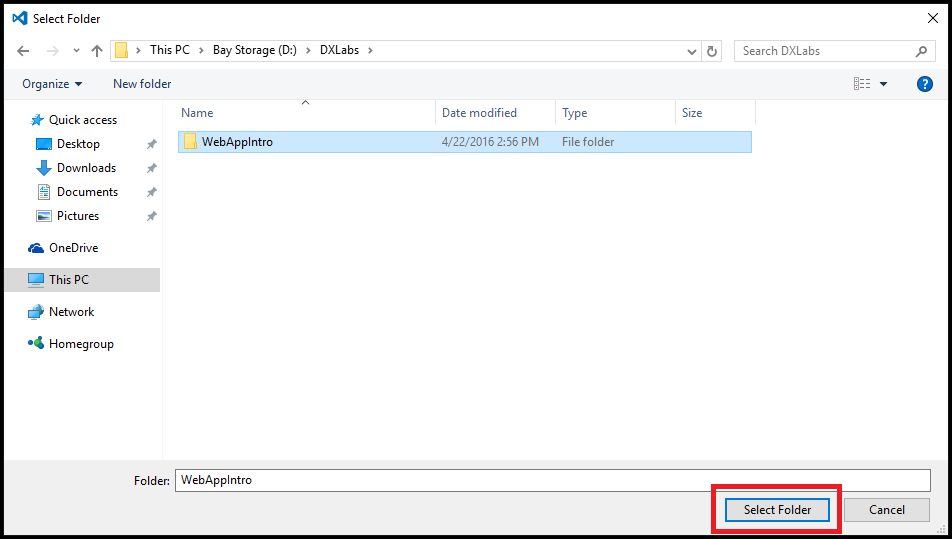 Select Folder
This PC Bay Storage (D:) DXLabs Search DXLabs
Organize New folder ?
Name Date modified Type Size
WebAppIntro 4/22/2016 2:56 PM File folder
Quick access
Desktop
Downloads
Documents
Pictures
OneDrive
This PC
Network
Homegroup
Folder: WebAppIntro
Select Folder Cancel